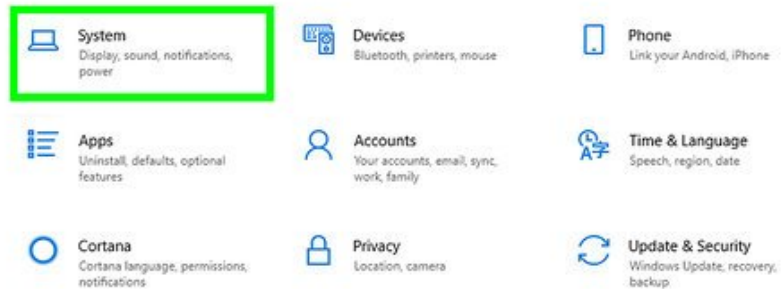 System
Display, sound, notifications,
power
Devices
Bluetooth, printers, mouse
Phone
Link your Android, iPhone
Apps
Uninstall, defaults, optional
features
Accounts
Your accounts, email, sync,
work, family
Time & Language
Speech, region, date
Cortana
Cortana language, permissions,
notifications
Privacy
Location, camera
Update & Security
Windows Update, recovery,
backup